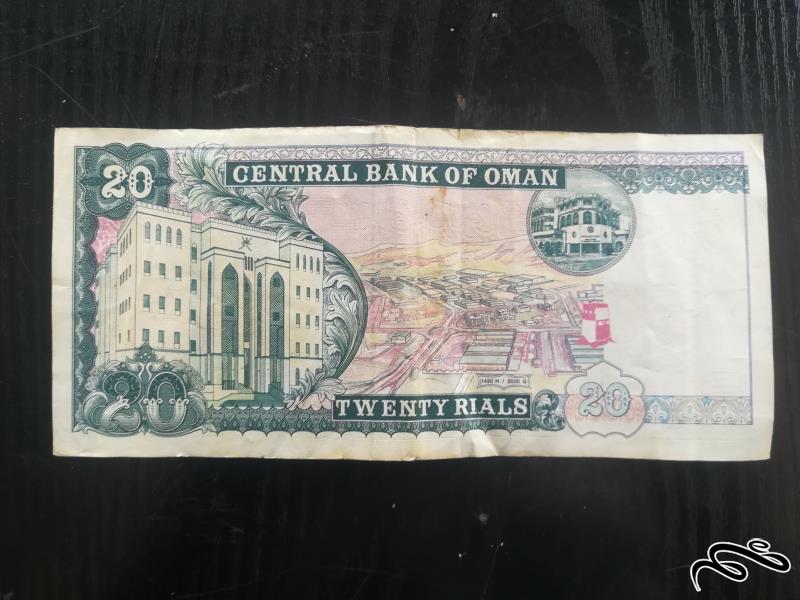 20
CENTRAL BANK OF OMAN
1420 H / 2000 G
20
TWENTY RIALS
20